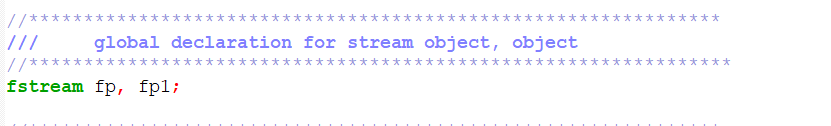 //****************************************************************
///     global declaration for stream object, object
//*****************************************************************
fstream fp, fp1;